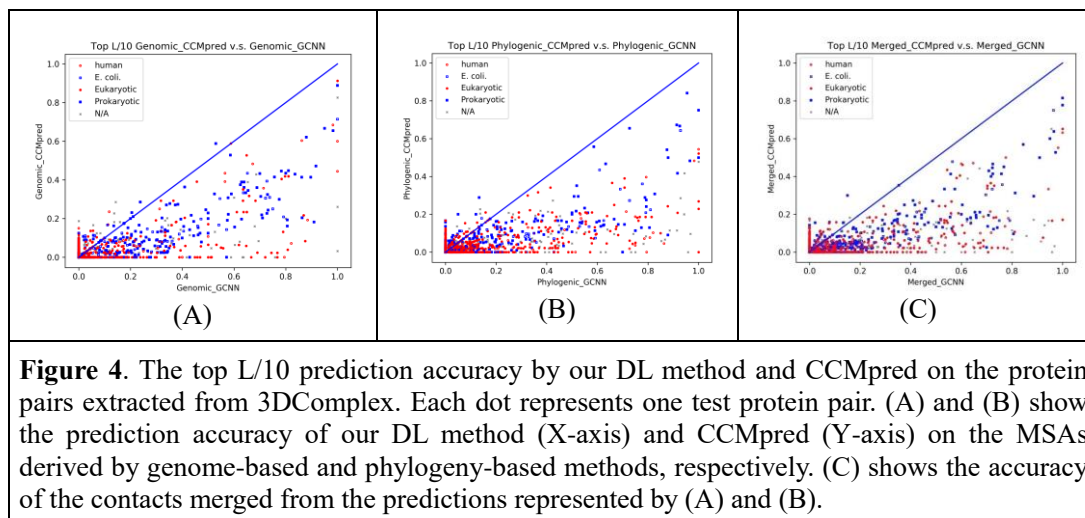 Top L/10 Genomic_CCMpred v.s. Genomic_GCNN
human
E. coli.
Eukaryotic
Prokaryotic
N/A
1.0
0.8
0.6
0.4
0.2
0.0
Genomic_CCMpred
0.0 0.2 0.4 0.6 0.8 1.0
Genomic_GCNN
(A)
Top L/10 Phylogenic_CCMpred v.s. Phylogenic_GCNN
human
E. coli.
Eukaryotic
Prokaryotic
N/A
1.0
0.8
0.6
0.4
0.2
0.0
Phylogenic_CCMpred
0.0 0.2 0.4 0.6 0.8 1.0
Phylogenic_GCNN
(B)
Top L/10 Merged_CCMpred v.s. Merged_GCNN
human
E. coli.
Eukaryotic
Prokaryotic
N/A
1.0
0.8
0.6
0.4
0.2
0.0
Merged_CCMpred
0.0 0.2 0.4 0.6 0.8 1.0
Merged_GCNN
(C)
Figure 4. The top L/10 prediction accuracy by our DL method and CCMpred on the protein
pairs extracted from 3DComplex. Each dot represents one test protein pair. (A) and (B) show
the prediction accuracy of our DL method (X-axis) and CCMpred (Y-axis) on the MSAs
derived by genome-based and phylogeny-based methods, respectively. (C) shows the accuracy
of the contacts merged from the predictions represented by (A) and (B).